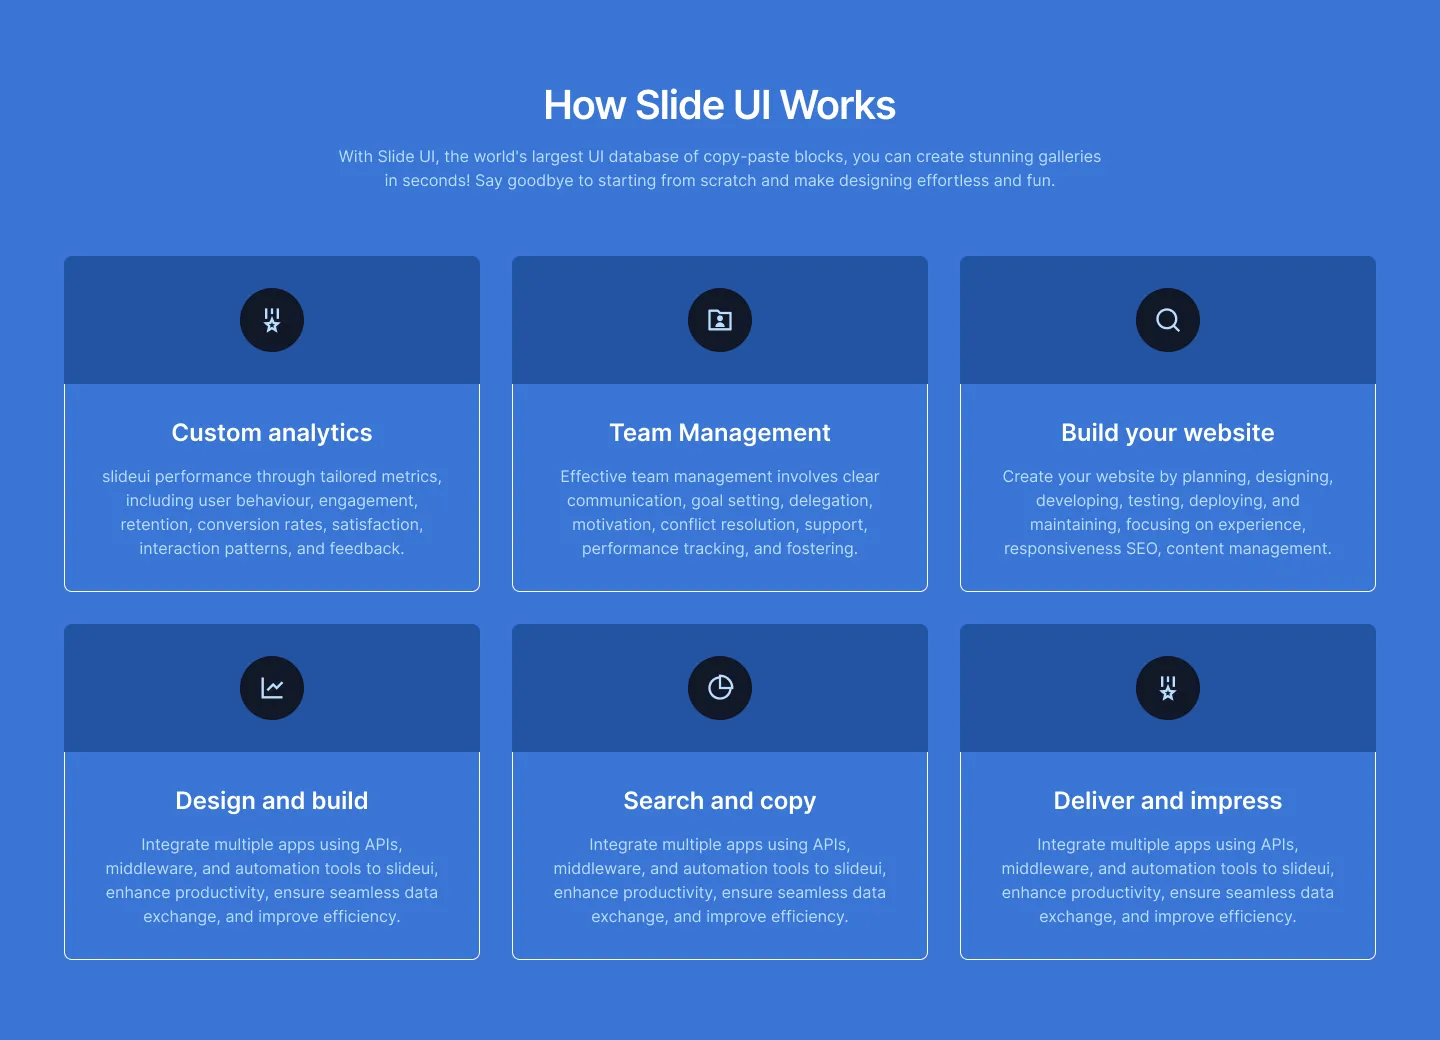 How Slide UI Works
With Slide UI, the world's largest UI database of copy-paste blocks, you can create stunning galleries
in seconds! Say goodbye to starting from scratch and make designing effortless and fun.
Custom analytics
slideui performance through tailored metrics,
including user behaviour, engagement,
retention, conversion rates, satisfaction,
interaction patterns, and feedback.
Team Management
Effective team management involves clear
communication, goal setting, delegation,
motivation, conflict resolution, support,
performance tracking, and fostering.
Build your website
Create your website by planning, designing,
developing, testing, deploying, and
maintaining, focusing on experience,
responsiveness SEO, content management.
Design and build
Integrate multiple apps using APIs,
middleware, and automation tools to slideui,
enhance productivity, ensure seamless data
exchange, and improve efficiency.
Search and copy
Integrate multiple apps using APIs,
middleware, and automation tools to slideui,
enhance productivity, ensure seamless data
exchange, and improve efficiency.
Deliver and impress
Integrate multiple apps using APIs,
middleware, and automation tools to slideui,
enhance productivity, ensure seamless data
exchange, and improve efficiency.